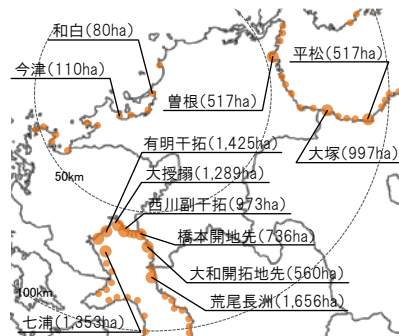 和白(80ha)
平松(517ha)
今津(110ha)
曽根(517ha)
有明干拓(1,425ha)
大塚(997ha)
大授搦(1,289ha)
50km
西川副干拓(973ha)
橋本開地先(736ha)
大和開拓地先(560ha)
100km
荒尾長洲(1,656ha)
七浦(1,353ha)